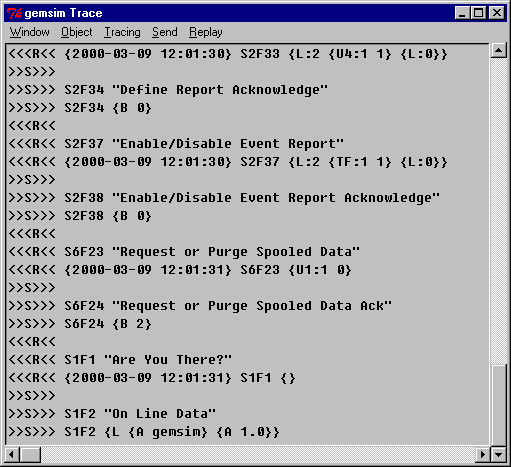 gemsim Trace
Window Object Tracing Send Replay
<<<R<< {2000-03-09 12:01:30} S2F33 {L:2 {U4:1 1} {L:0}}
>>S>>>
>>S>>> S2F34 "Define Report Acknowledge"
>>S>>> S2F34 {B 0}
<<<R<<
<<<R<< S2F37 "Enable/Disable Event Report"
<<<R<< {2000-03-09 12:01:30} S2F37 {L:2 {TF:1 1} {L:0}}
>>S>>>
>>S>>> S2F38 "Enable/Disable Event Report Acknowledge"
>>S>>> S2F38 {B 0}
<<<R<<
<<<R<< S6F23 "Request or Purge Spooled Data"
<<<R<< {2000-03-09 12:01:31} S6F23 {U1:1 0}
>>S>>>
>>S>>> S6F24 "Request or Purge Spooled Data Ack"
>>S>>> S6F24 {B 2}
<<<R<<
<<<R<< S1F1 "Are You There?"
<<<R<< {2000-03-09 12:01:31} S1F1 {}
>>S>>>
>>S>>> S1F2 "On Line Data"
>>S>>> S1F2 {L {A gemsim} {A 1.0}}